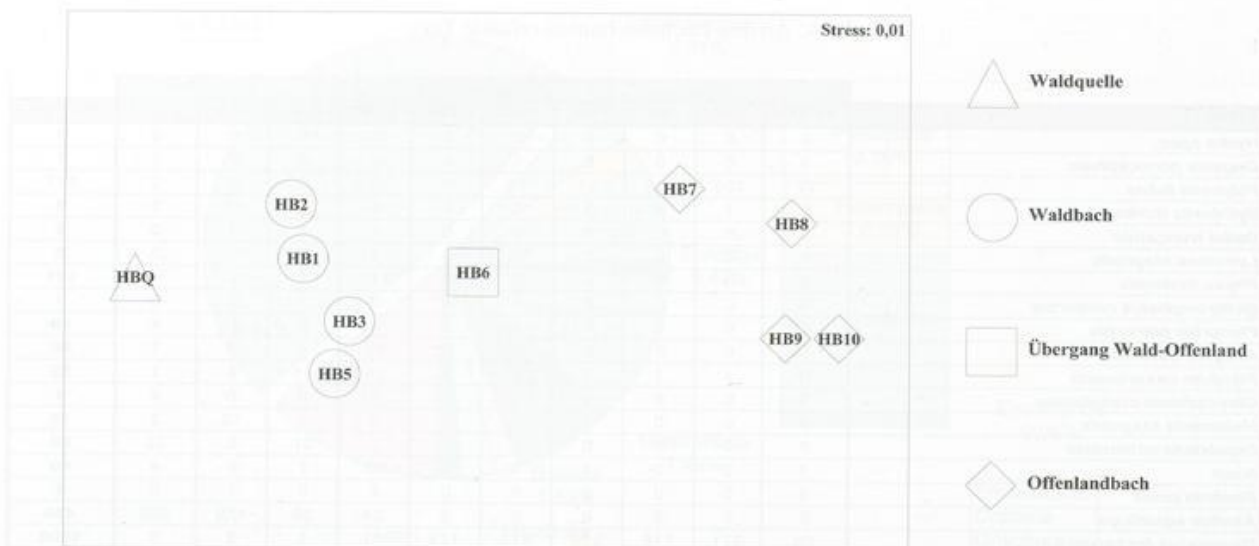 Stress: 0,01
Waldquelle
HB7
HB2
HB8
Waldbach
HB1
HB6
HBQ
HB3
HB9
HB10
Übergang Wald-Offenland
HB5
Offenlandbach